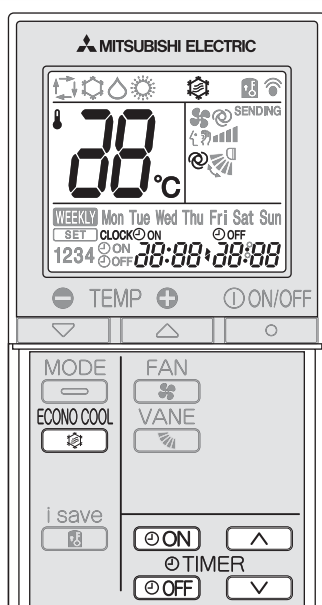 MITSUBISHI ELECTRIC
SENDING
88 °C
WEEKLY Mon Tue Wed Thu Fri Sat Sun
SET CLOCK ON OFF
1234 ON OFF 88:88 88:88
TEMP ON/OFF
MODE FAN
ECONO COOL VANE
i save
ON
TIMER
OFF